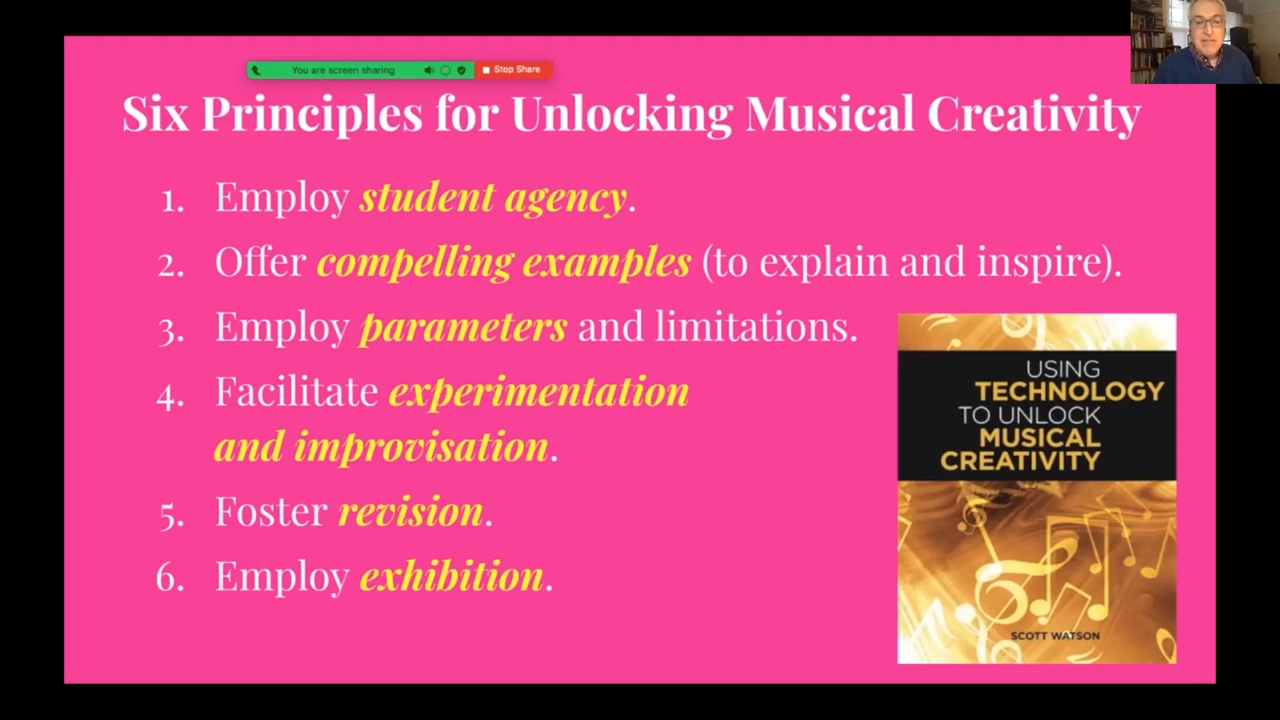 You are screen sharing
Stop Share
Six Principles for Unlocking Musical Creativity
1. Employ student agency.
2. Offer compelling examples (to explain and inspire).
3. Employ parameters and limitations.
4. Facilitate experimentation
and improvisation.
5. Foster revision.
6. Employ exhibition.
USING
TECHNOLOGY
TO UNLOCK
MUSICAL
CREATIVITY
SCOTT WATSON